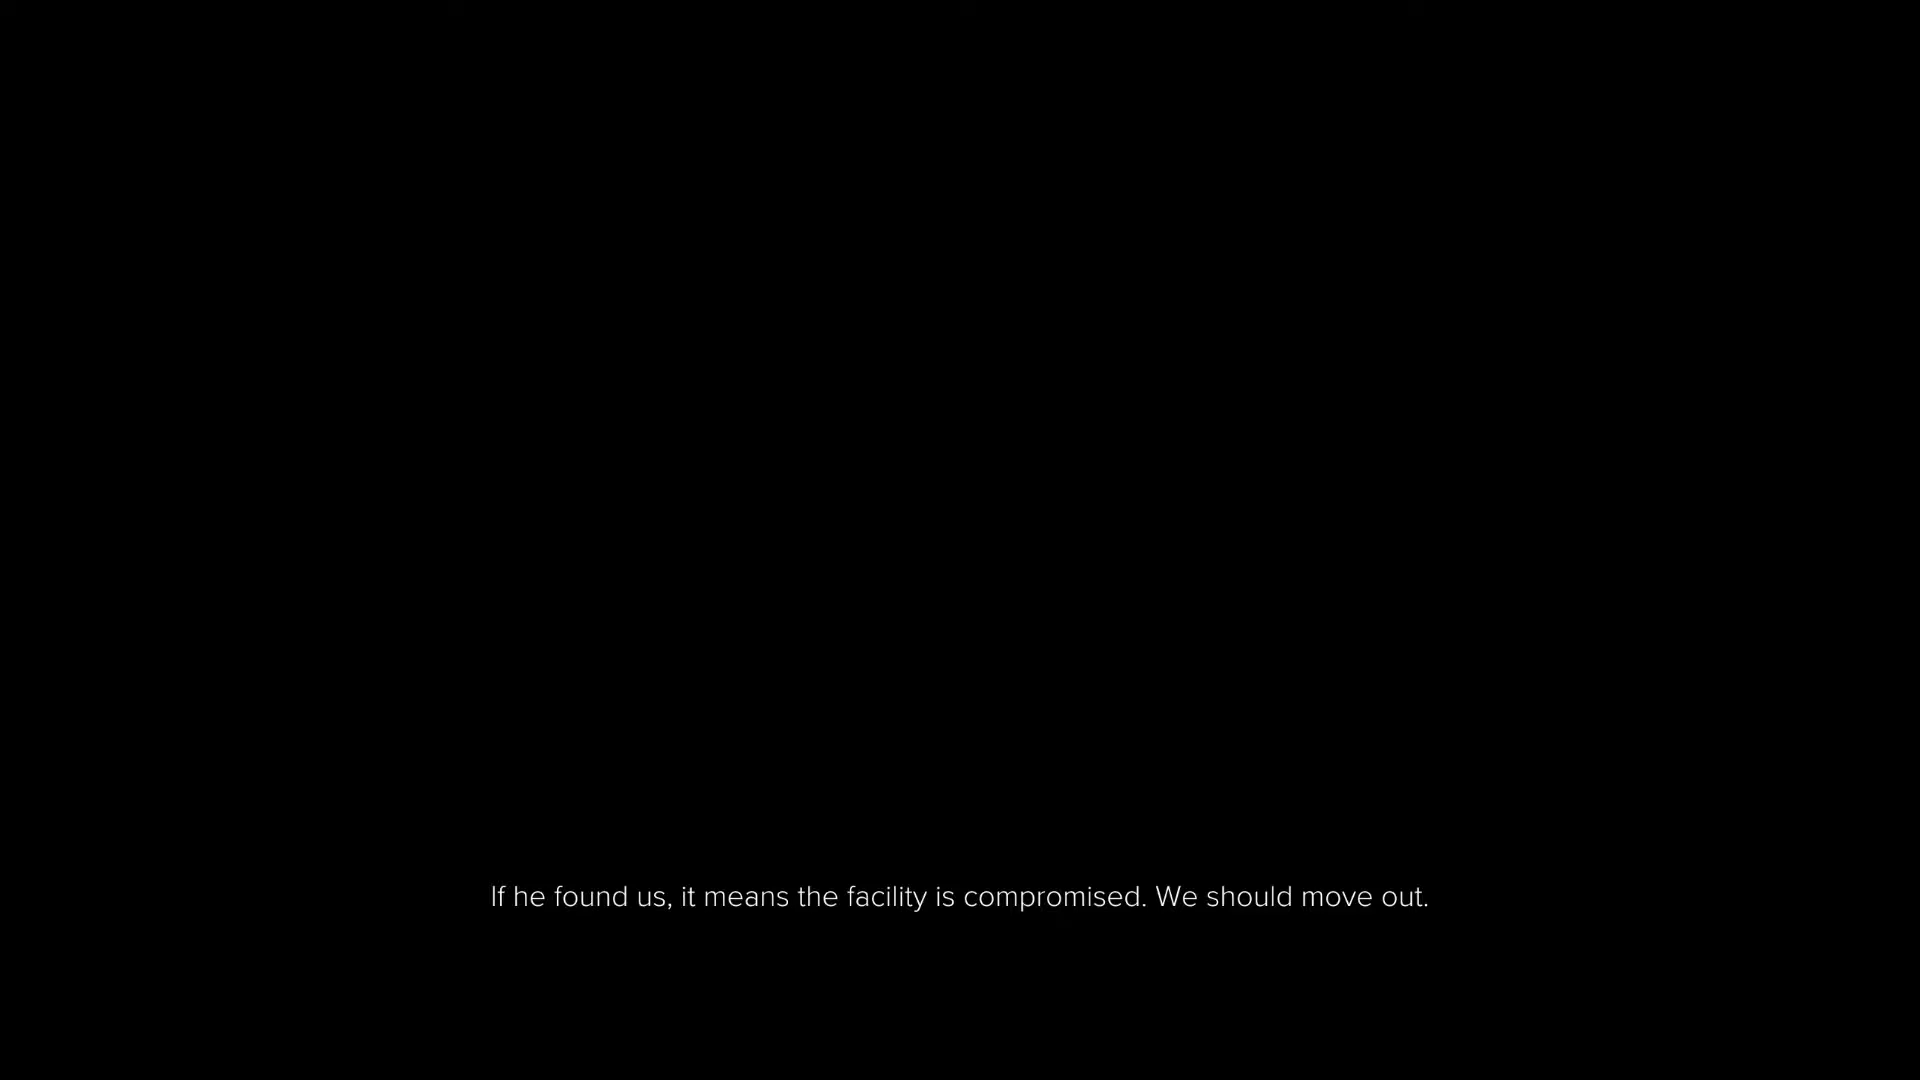 If he found us, it means the facility is compromised. We should move out.